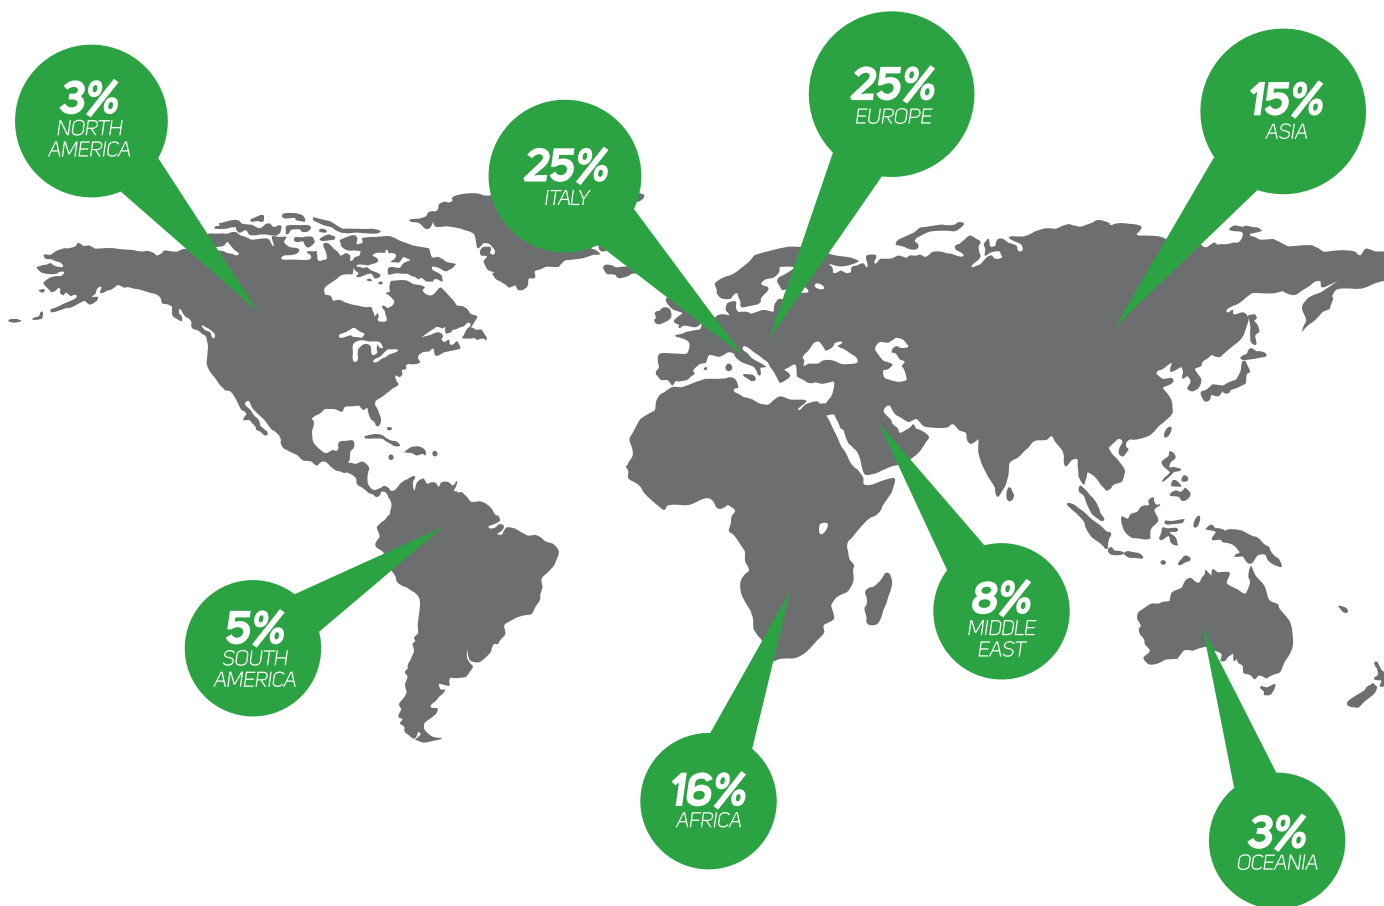 3%
NORTH
AMERICA
25%
ITALY
25%
EUROPE
15%
ASIA
5%
SOUTH
AMERICA
16%
AFRICA
8%
MIDDLE
EAST
3%
OCEANIA